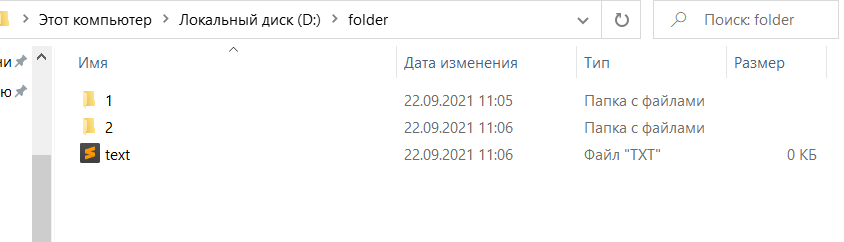 Этот компьютер > Локальный диск (D:) > folder
Поиск: folder
Имя Дата изменения Тип Размер
1 22.09.2021 11:05 Папка с файлами
2 22.09.2021 11:06 Папка с файлами
text 22.09.2021 11:06 Файл "TXT" 0 КБ